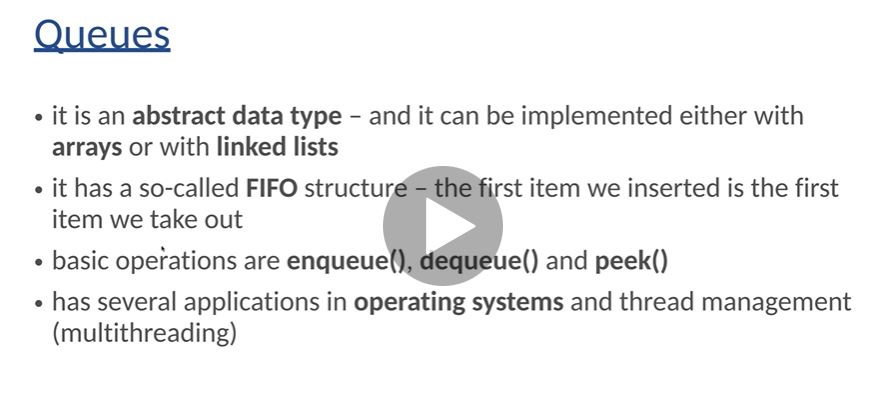 Queues
• it is an abstract data type – and it can be implemented either with
arrays or with linked lists
• it has a so-called FIFO structure – the first item we inserted is the first
item we take out
• basic operations are enqueue(), dequeue() and peek()
• has several applications in operating systems and thread management
(multithreading)